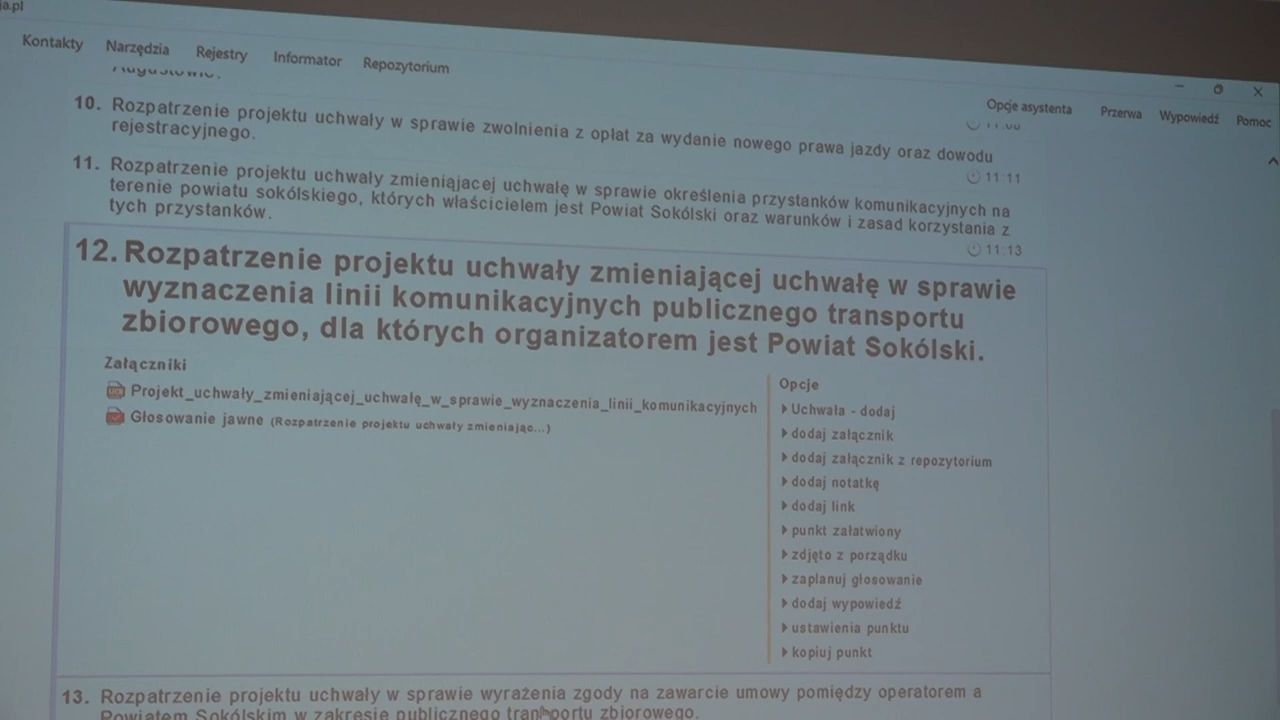 ja.pl
Kontakty Narzędzia Rejestry Informator Repozytorium
Opcje asystenta Przerwa Wypowiedź Pomoc
10. Rozpatrzenie projektu uchwały w sprawie zwolnienia z opłat za wydanie nowego prawa jazdy oraz dowodu
rejestracyjnego.
11:11
11. Rozpatrzenie projektu uchwały zmieniajacej uchwałę w sprawie określenia przystanków komunikacyjnych na
terenie powiatu sokólskiego, których właścicielem jest Powiat Sokólski oraz warunków i zasad korzystania z
tych przystanków.
11:13
12. Rozpatrzenie projektu uchwały zmieniającej uchwałę w sprawie
wyznaczenia linii komunikacyjnych publicznego transportu
zbiorowego, dla których organizatorem jest Powiat Sokólski.
Załączniki
Projekt_uchwały_zmieniającej_uchwałę_w_sprawie_wyznaczenia_linii_komunikacyjnych
Głosowanie jawne (Rozpatrzenie projektu uchwały zmieniając...)
Opcje
Uchwała - dodaj
dodaj załącznik
dodaj załącznik z repozytorium
dodaj notatkę
dodaj link
punkt załatwiony
zdjęto z porządku
zaplanuj głosowanie
dodaj wypowiedź
ustawienia punktu
kopiuj punkt
13. Rozpatrzenie projektu uchwały w sprawie wyrażenia zgody na zawarcie umowy pomiędzy operatorem a
Powiatem Sokólskim w zakresie publicznego transportu zbiorowego.